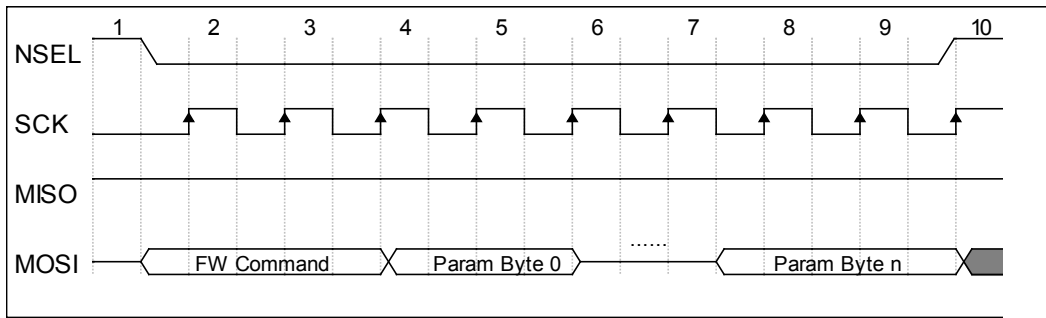 1 2 3 4 5 6 7 8 9 10
NSEL
SCK
MISO
MOSI FW Command Param Byte 0 ...... Param Byte n